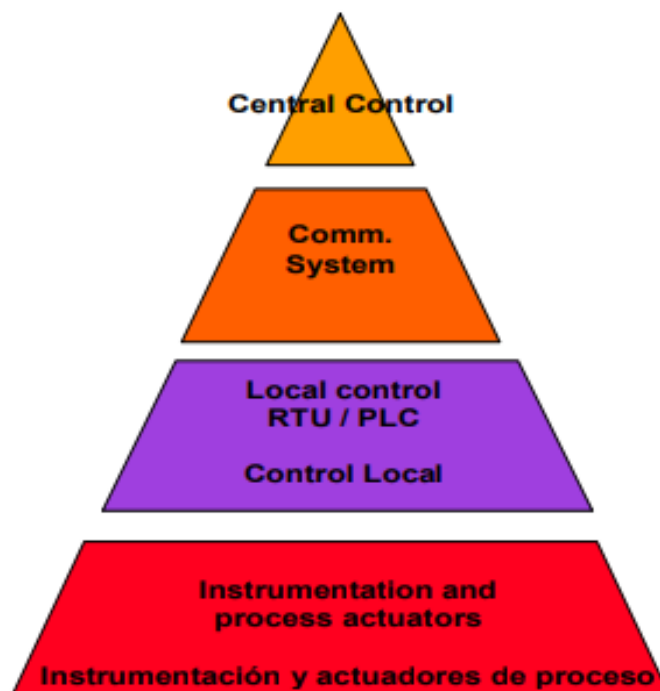 Central Control
Comm.
System
Local control
RTU / PLC
Control Local
Instrumentation and
process actuators
Instrumentación y actuadores de proceso